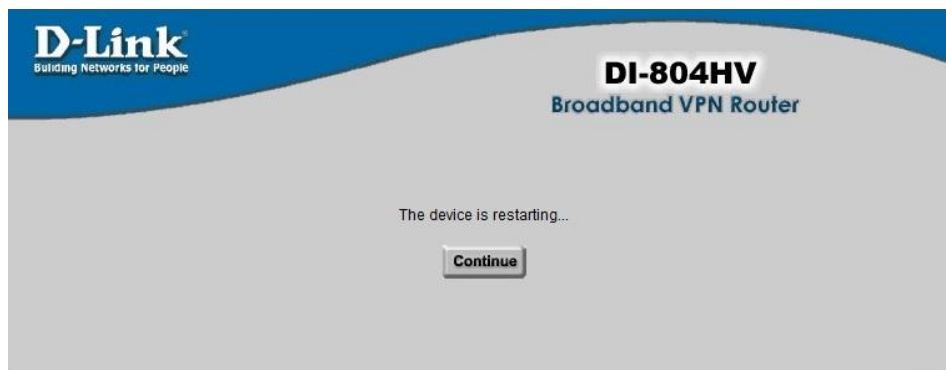 D-Link
Building Networks for People
DI-804HV
Broadband VPN Router
The device is restarting...
Continue